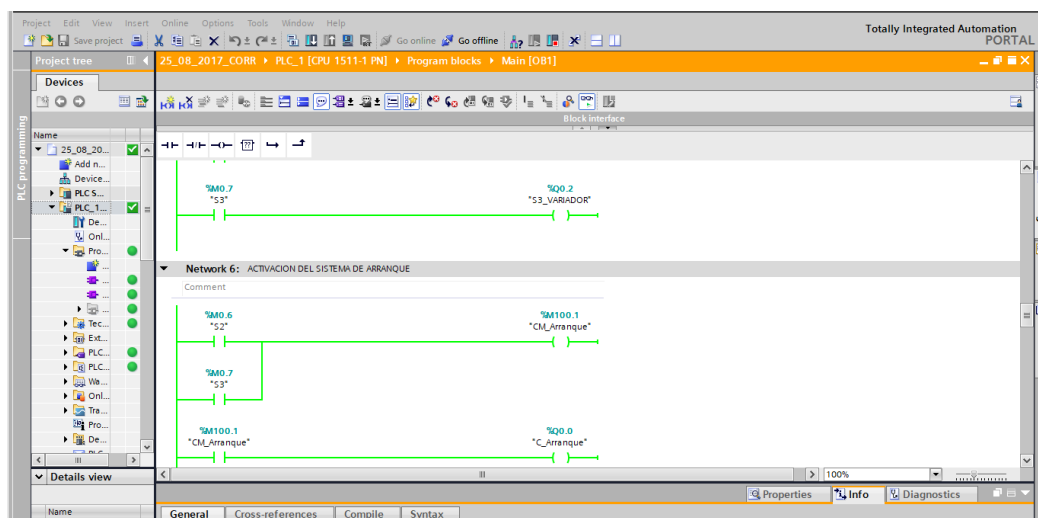 Project Edit View Insert Online Options Tools Window Help
Totally Integrated Automation
PORTAL
Save project
Go online
Go offline
Project tree
25_08_2017_CORR
PLC_1 [CPU 1511-1 PN]
Program blocks
Main [OB1]
Devices
PLC programming
Block interface
Name
25_08_20...
Add n...
Device...
PLC S...
PLC_1...
De...
Onl...
Pro...
...
...
...
...
Tec...
Ext...
PLC...
PLC...
Wa...
Onl...
Tra...
Pro...
De...
??
%M0.7
"S3"
%Q0.2
"S3_VARIADOR"
Network 6: ACTIVACION DEL SISTEMA DE ARRANQUE
Comment
%M0.6
"S2"
%M100.1
"CM_Arranque"
%M0.7
"S3"
%M100.1
"CM_Arranque"
%Q0.0
"C_Arranque"
100%
Details view
Name
Properties
Info
Diagnostics
General
Cross-references
Compile
Syntax